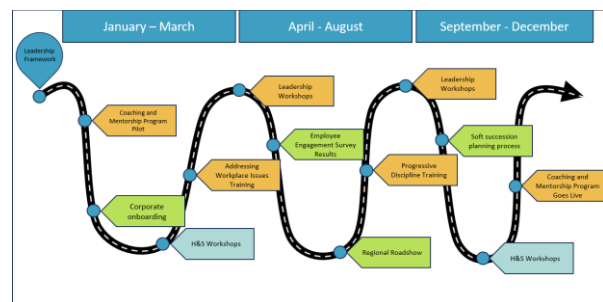 January – March
April - August
September - December
Leadership
Framework
Coaching and
Mentorship Program
Pilot
Corporate
onboarding
H&S Workshops
Addressing
Workplace Issues
Training
Leadership
Workshops
Employee
Engagement Survey
Results
Regional Roadshow
Progressive
Discipline Training
Leadership
Workshops
Soft succession
planning process
H&S Workshops
Coaching and
Mentorship Program
Goes Live